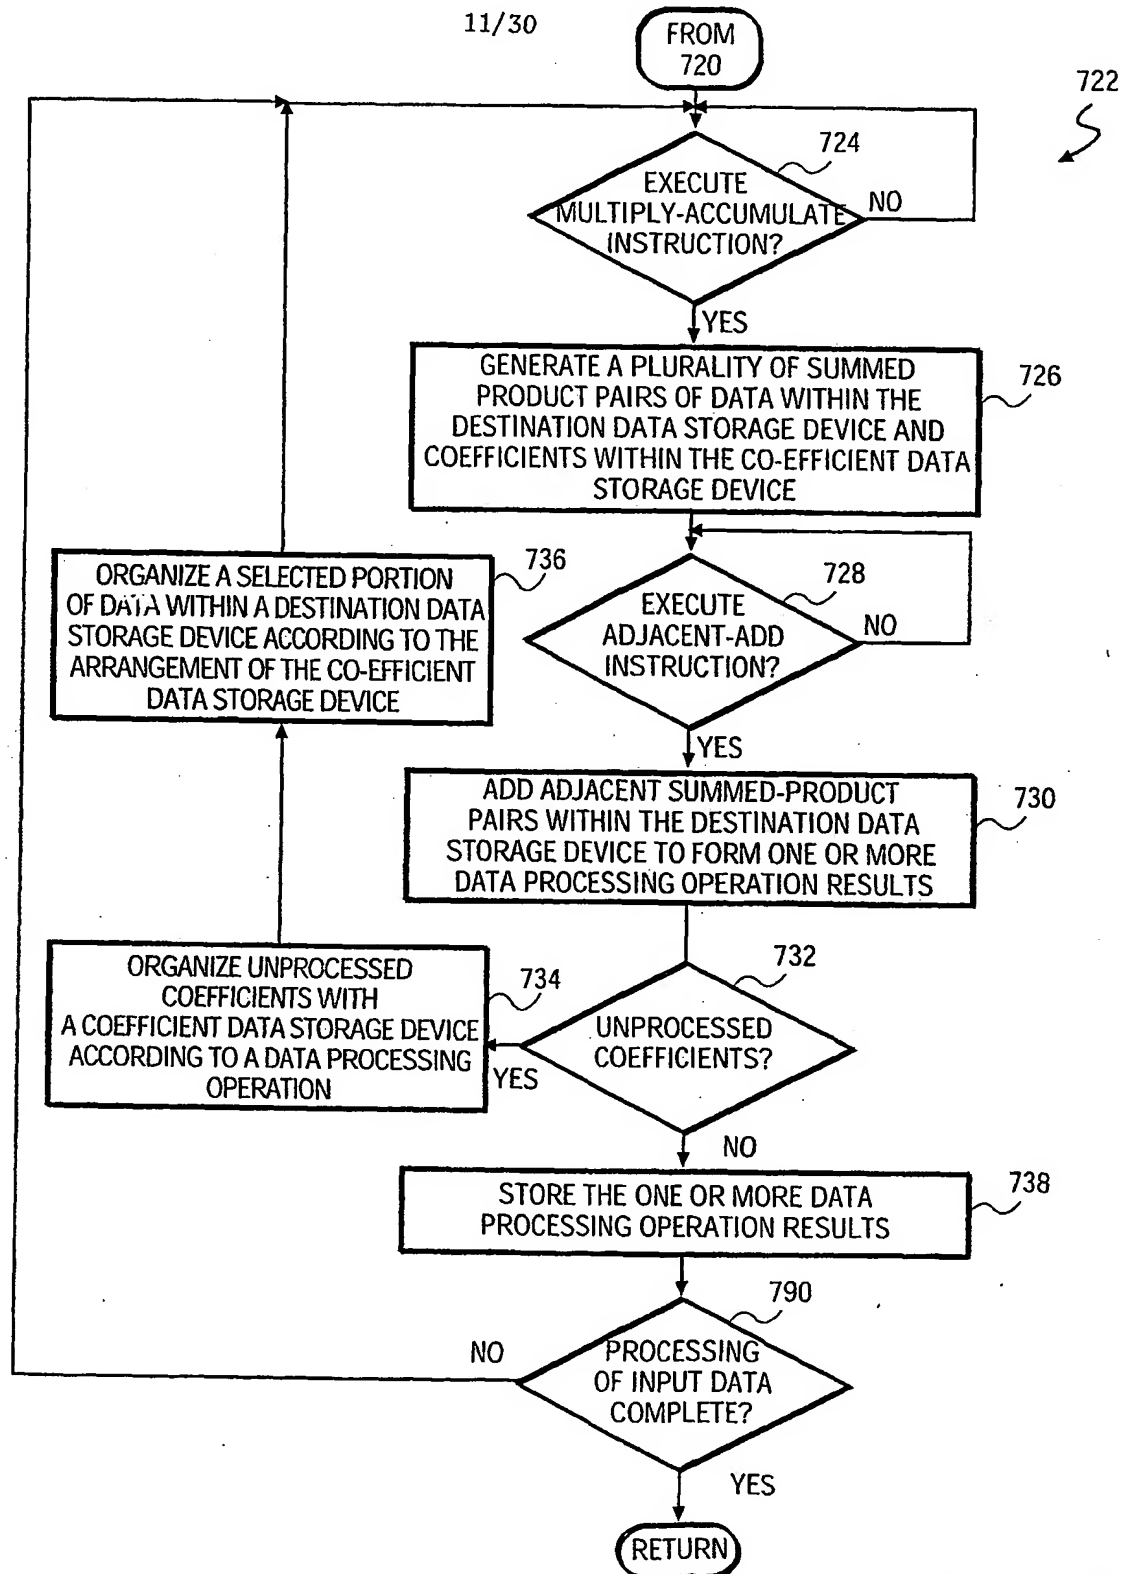 11/30
FROM
720
722
724
EXECUTE
MULTIPLY-ACCUMULATE
INSTRUCTION?
NO
YES
GENERATE A PLURALITY OF SUMMED
PRODUCT PAIRS OF DATA WITHIN THE
DESTINATION DATA STORAGE DEVICE AND
COEFFICIENTS WITHIN THE CO-EFFICIENT DATA
STORAGE DEVICE
726
ORGANIZE A SELECTED PORTION
OF DATA WITHIN A DESTINATION DATA
STORAGE DEVICE ACCORDING TO THE
ARRANGEMENT OF THE CO-EFFICIENT
DATA STORAGE DEVICE
736
728
EXECUTE
ADJACENT-ADD
INSTRUCTION?
NO
YES
ADD ADJACENT SUMMED-PRODUCT
PAIRS WITHIN THE DESTINATION DATA
STORAGE DEVICE TO FORM ONE OR MORE
DATA PROCESSING OPERATION RESULTS
730
ORGANIZE UNPROCESSED
COEFFICIENTS WITH
A COEFFICIENT DATA STORAGE DEVICE
ACCORDING TO A DATA PROCESSING
OPERATION
734
732
UNPROCESSED
COEFFICIENTS?
YES
NO
STORE THE ONE OR MORE DATA
PROCESSING OPERATION RESULTS
738
790
NO
PROCESSING
OF INPUT DATA
COMPLETE?
YES
RETURN